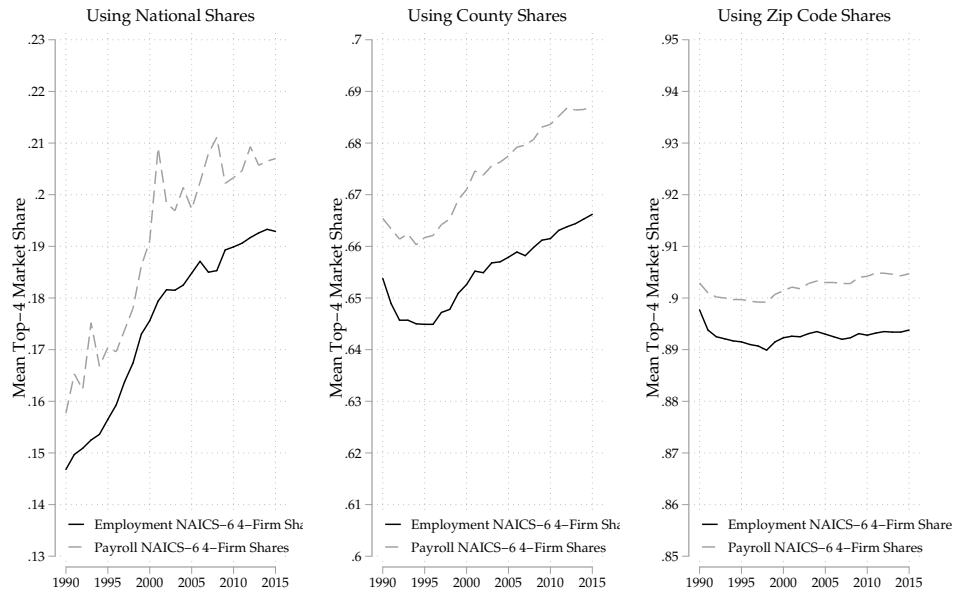 Using National Shares
Mean Top−4 Market Share
.23
.22
.21
.2
.19
.18
.17
.16
.15
.14
.13
Employment NAICS−6 4−Firm Sha
Payroll NAICS−6 4−Firm Shares
1990 1995 2000 2005 2010 2015
Using County Shares
Mean Top−4 Market Share
.7
.69
.68
.67
.66
.65
.64
.63
.62
.61
.6
Employment NAICS−6 4−Firm Sha
Payroll NAICS−6 4−Firm Shares
1990 1995 2000 2005 2010 2015
Using Zip Code Shares
Mean Top−4 Market Share
.95
.94
.93
.92
.91
.9
.89
.88
.87
.86
.85
Employment NAICS−6 4−Firm Share
Payroll NAICS−6 4−Firm Shares
1990 1995 2000 2005 2010 2015